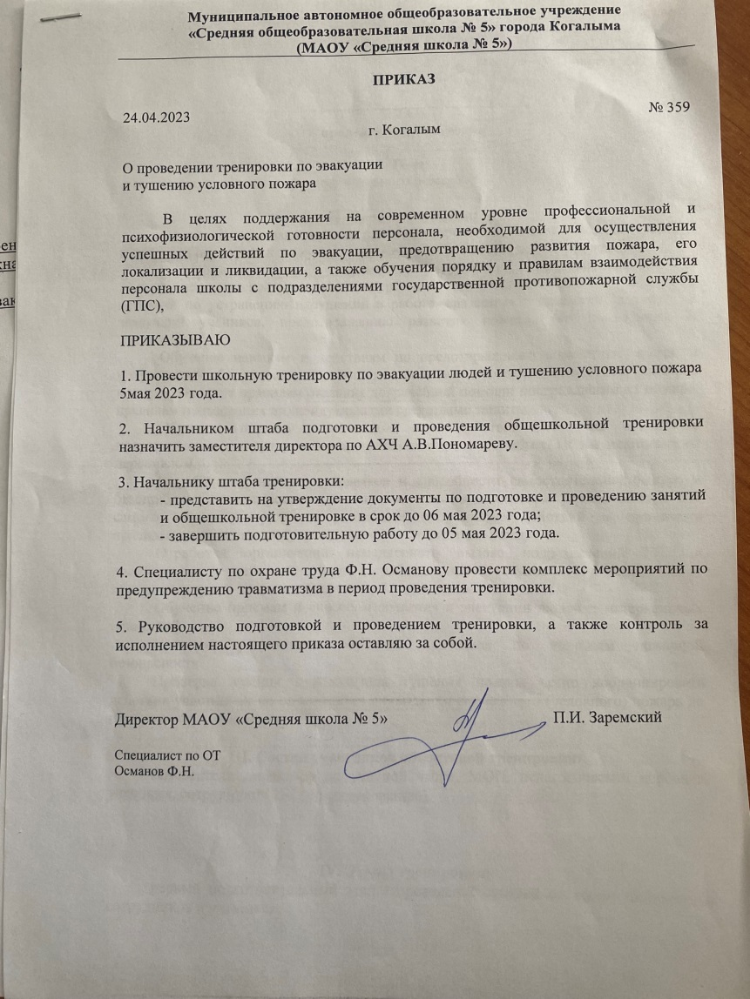 Муниципальное автономное общеобразовательное учреждение
«Средняя общеобразовательная школа № 5» города Когалыма
(МАОУ «Средняя школа № 5»)
ПРИКАЗ
24.04.2023
№ 359
г. Когалым
О проведении тренировки по эвакуации
и тушению условного пожара
В целях поддержания на современном уровне профессиональной и
психофизиологической готовности персонала, необходимой для осуществления
успешных действий по эвакуации, предотвращению развития пожара, его
локализации и ликвидации, а также обучения порядку и правилам взаимодействия
персонала школы с подразделениями государственной противопожарной службы
(ГПС),
ПРИКАЗЫВАЮ
1. Провести школьную тренировку по эвакуации людей и тушению условного пожара
5мая 2023 года.
2. Начальником штаба подготовки и проведения общешкольной тренировки
назначить заместителя директора по АХЧ А.В.Пономареву.
3. Начальнику штаба тренировки:
- представить на утверждение документы по подготовке и проведению занятий
и общешкольной тренировке в срок до 06 мая 2023 года;
- завершить подготовительную работу до 05 мая 2023 года.
4. Специалисту по охране труда Ф.Н. Османову провести комплекс мероприятий по
предупреждению травматизма в период проведения тренировки.
5. Руководство подготовкой и проведением тренировки, а также контроль за
исполнением настоящего приказа оставляю за собой.
Директор МАОУ «Средняя школа № 5»
П.И. Заремский
Специалист по ОТ
Османов Ф.Н.